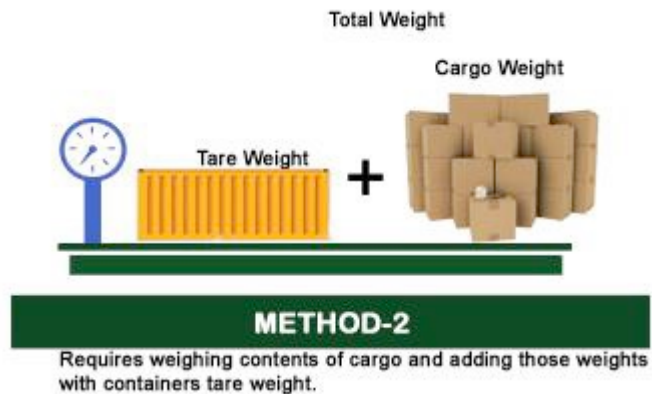 Total Weight
Cargo Weight
Tare Weight
METHOD-2
Requires weighing contents of cargo and adding those weights
with containers tare weight.